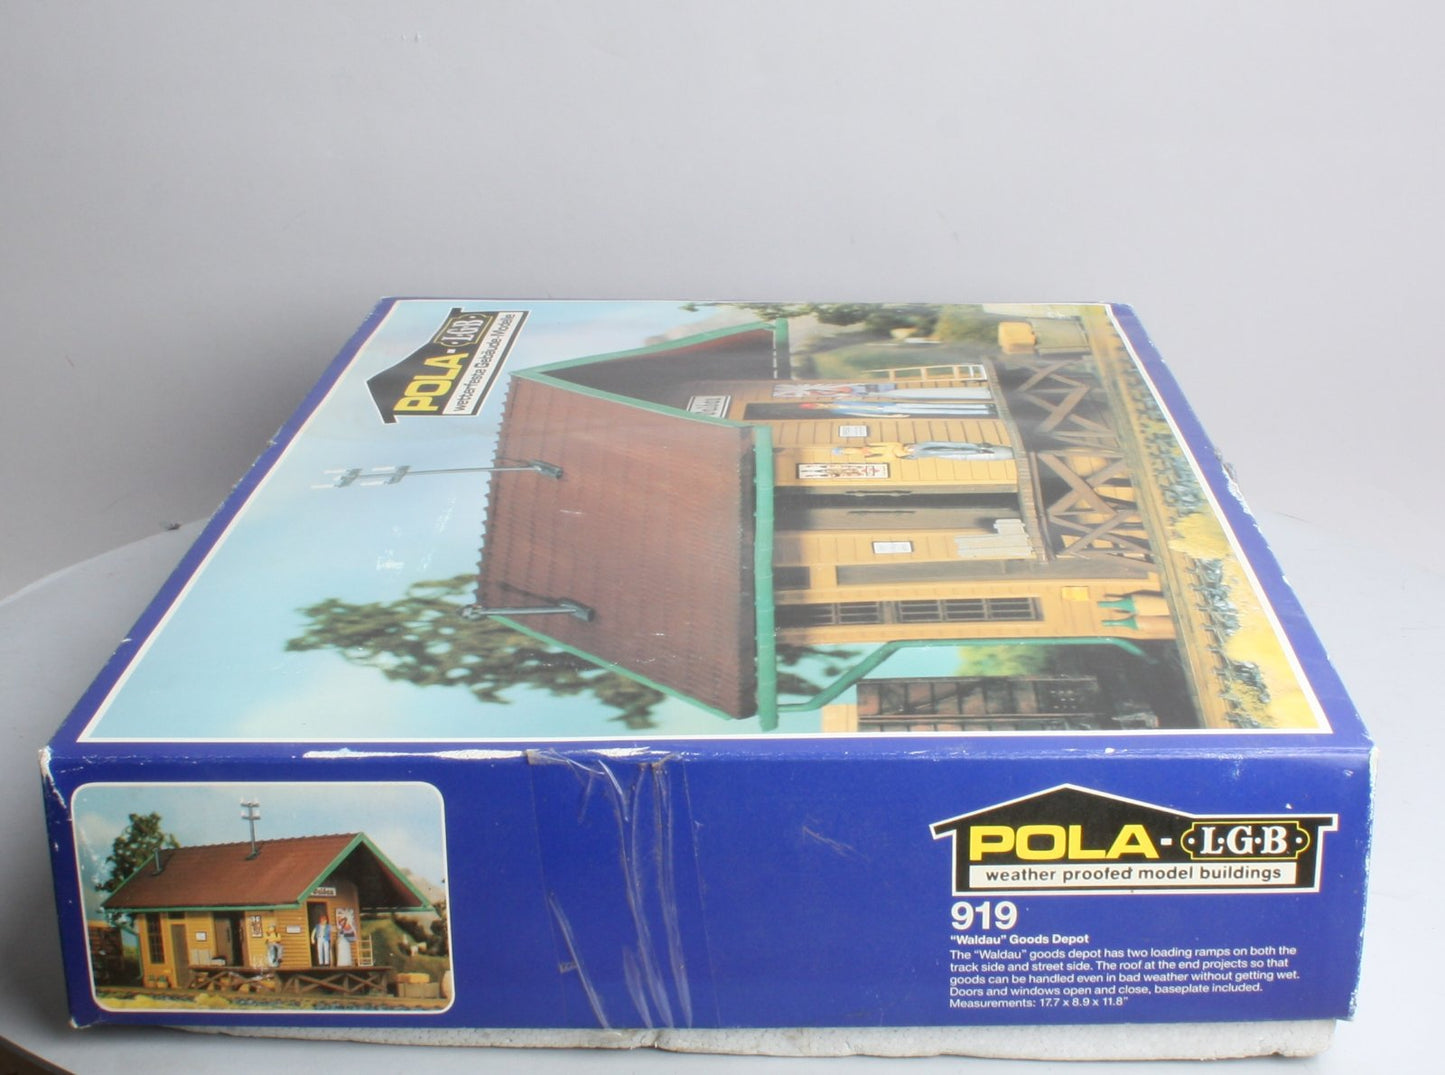 POLA-L·G·B
wetterfeste Gebäude-Modelle
Waldau
POLA-·L·G·B·
weather proofed model buildings
919
"Waldau" Goods Depot
The "Waldau" goods depot has two loading ramps on both the
track side and street side. The roof at the end projects so that
goods can be handled even in bad weather without getting wet.
Doors and windows open and close, baseplate included.
Measurements: 17.7 x 8.9 x 11.8"
Waldau